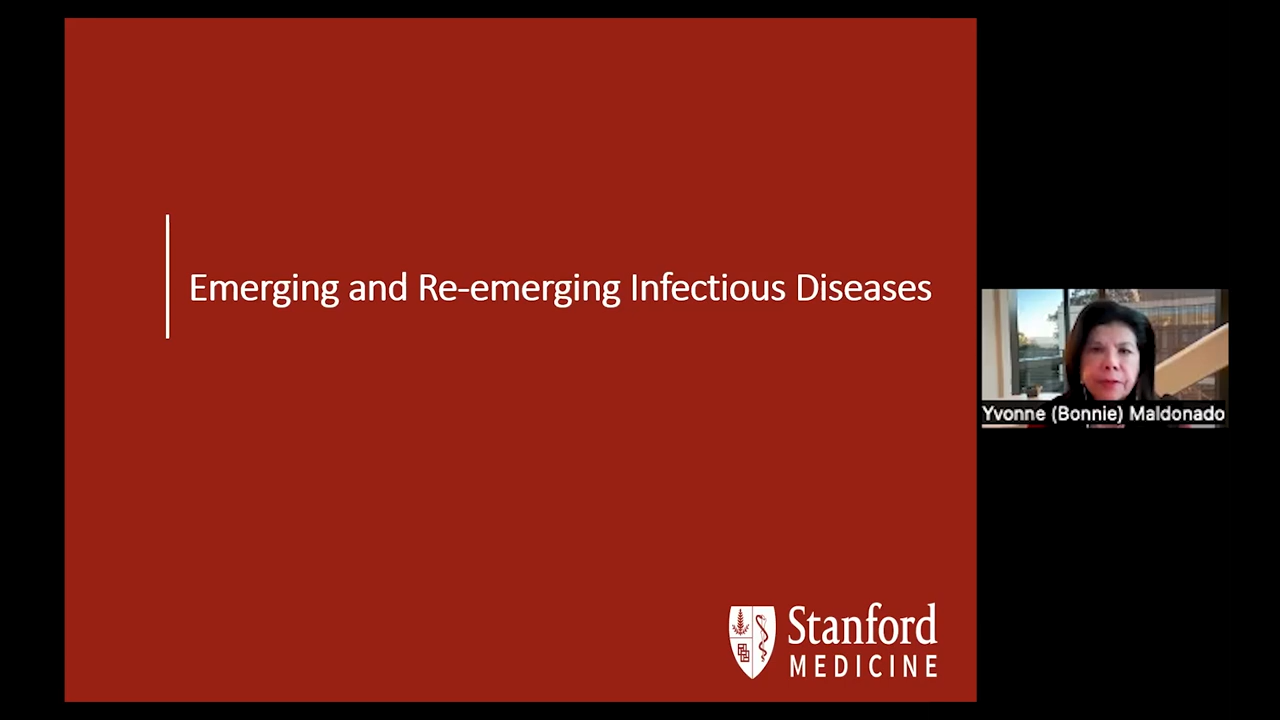 Emerging and Re-emerging Infectious Diseases
Yvonne (Bonnie) Maldonado
Stanford
MEDICINE